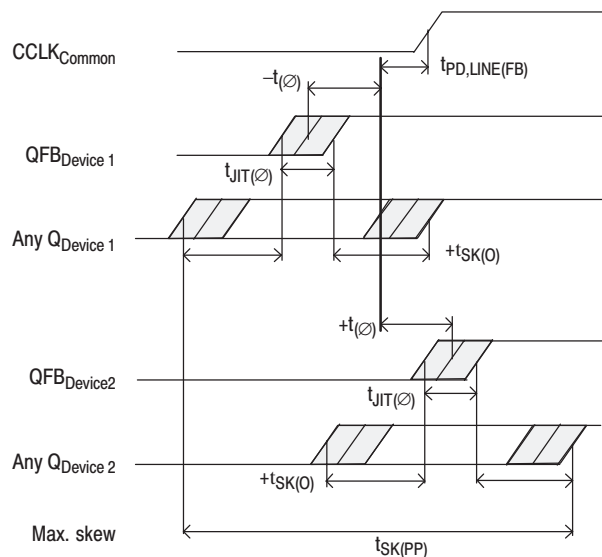 CCLKCommon
tPD,LINE(FB)
–t(∅)
QFBDevice 1
tJIT(∅)
Any QDevice 1
+tSK(O)
+t(∅)
QFBDevice2
tJIT(∅)
Any QDevice 2
+tSK(O)
Max. skew
tSK(PP)